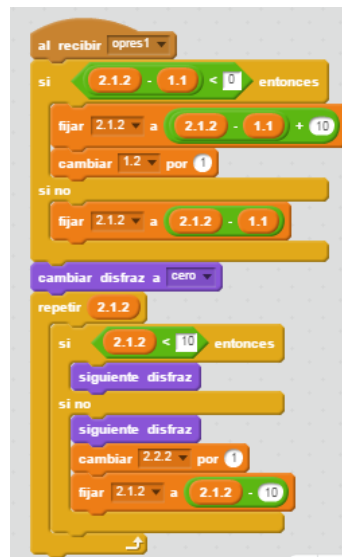 al recibir opres1
si 2.1.2 - 1.1 < 0 entonces
fijar 2.1.2 a 2.1.2 - 1.1 + 10
cambiar 1.2 por 1
si no
fijar 2.1.2 a 2.1.2 - 1.1
cambiar disfraz a cero
repetir 2.1.2
si 2.1.2 < 10 entonces
siguiente disfraz
si no
siguiente disfraz
cambiar 2.2.2 por 1
fijar 2.1.2 a 2.1.2 - 10